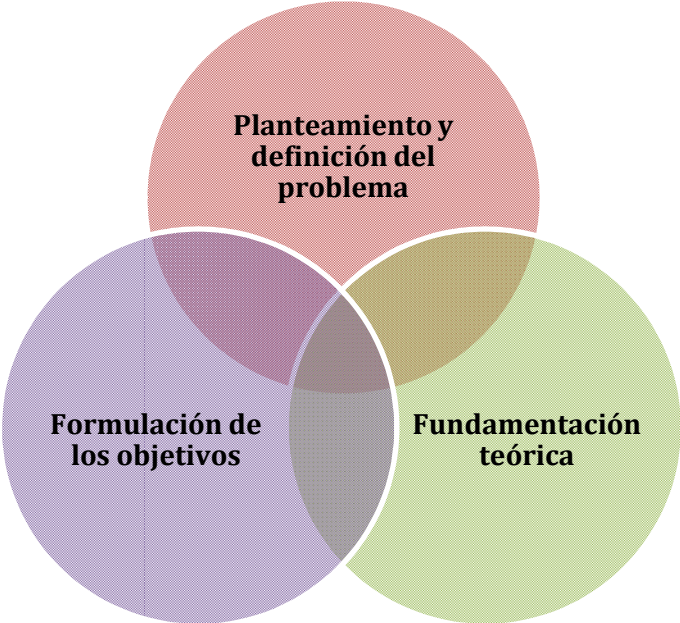 Planteamiento y
definición del
problema
Formulación de
los objetivos
Fundamentación
teórica